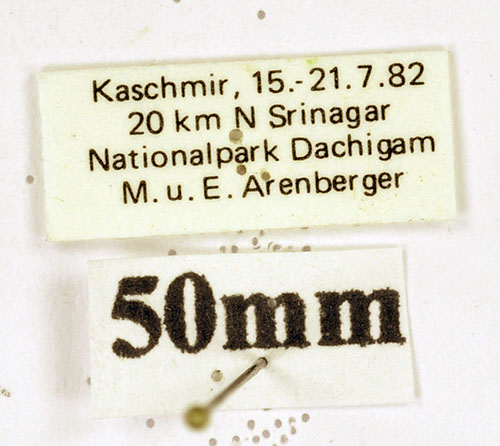 Kaschmir, 15.-21.7.82
20 km N Srinagar
Nationalpark Dachigam
M. u. E. Arenberger
50mm